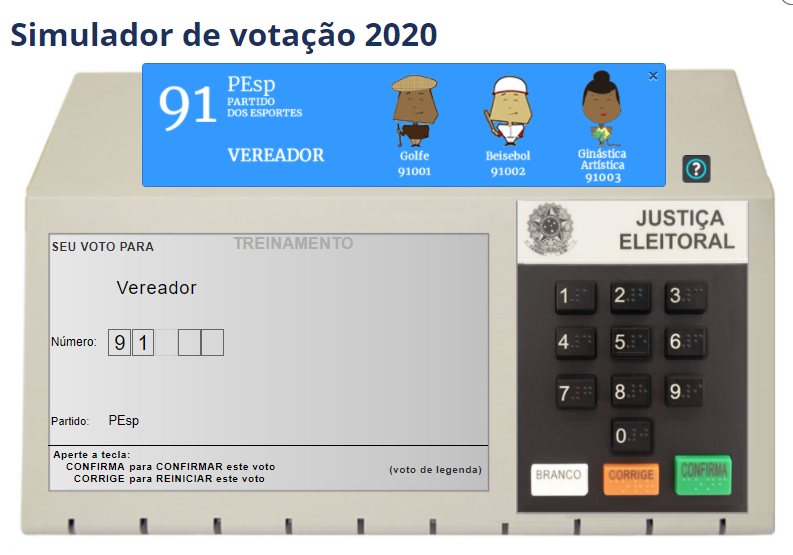 Simulador de votação 2020
91
PEsp
PARTIDO
DOS ESPORTES
VEREADOR
Golfe
91001
Beisebol
91002
Ginástica
Artística
91003
×
?
SEU VOTO PARA
TREINAMENTO
Vereador
Número: 9 1
Partido: PEsp
Aperte a tecla:
CONFIRMA para CONFIRMAR este voto
CORRIGE para REINICIAR este voto
(voto de legenda)
JUSTIÇA
ELEITORAL
1 2 3
4 5 6
7 8 9
0
BRANCO CORRIGE CONFIRMA